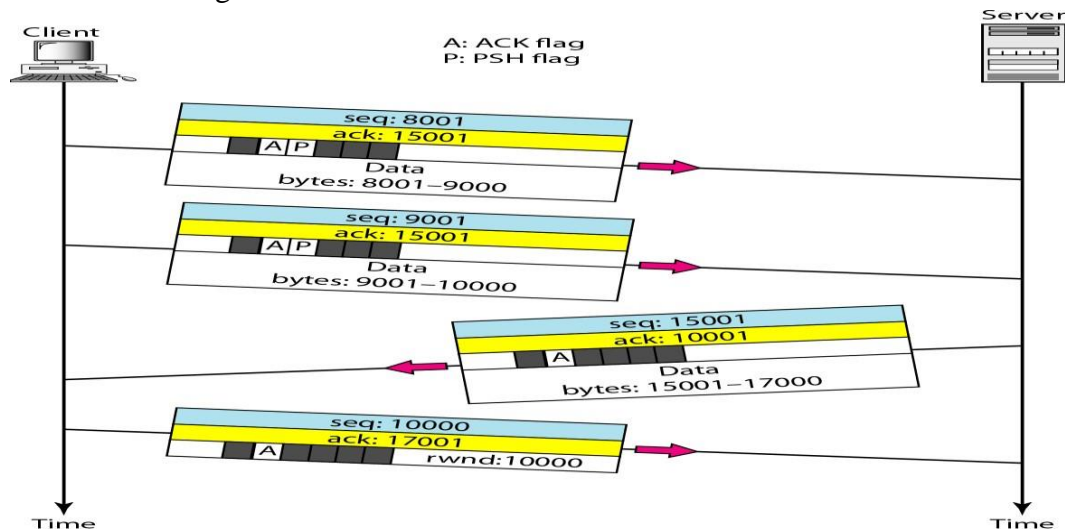 Client
Server
A: ACK flag
P: PSH flag
seq: 8001
ack: 15001
A P
Data
bytes: 8001–9000
seq: 9001
ack: 15001
A P
Data
bytes: 9001–10000
seq: 15001
ack: 10001
A
Data
bytes: 15001–17000
seq: 10000
ack: 17001
A
rwnd:10000
Time
Time